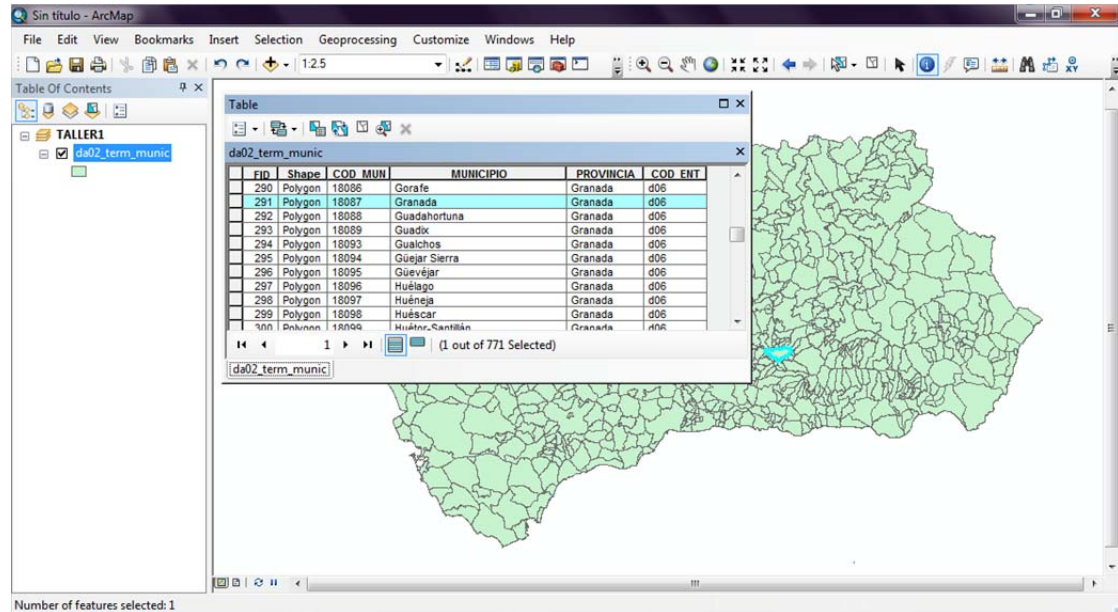 Sin título - ArcMap
File Edit View Bookmarks Insert Selection Geoprocessing Customize Windows Help
1:2.5
Table Of Contents
TALLER1
da02_term_munic
Table
da02_term_munic
FID Shape COD_MUN MUNICIPIO PROVINCIA COD_ENT
290 Polygon 18086 Gorafe Granada d06
291 Polygon 18087 Granada Granada d06
292 Polygon 18088 Guadahortuna Granada d06
293 Polygon 18089 Guadix Granada d06
294 Polygon 18093 Gualchos Granada d06
295 Polygon 18094 Güejar Sierra Granada d06
296 Polygon 18095 Güevéjar Granada d06
297 Polygon 18096 Huélago Granada d06
298 Polygon 18097 Huéneja Granada d06
299 Polygon 18098 Huéscar Granada d06
300 Polygon 18099 Huétor-Santillán Granada d06
1 (1 out of 771 Selected)
da02_term_munic
Number of features selected: 1